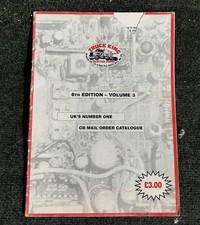 TRUCK KING
8TH EDITION - VOLUME 3
UK'S NUMBER ONE
CB MAIL ORDER CATALOGUE
£3.00